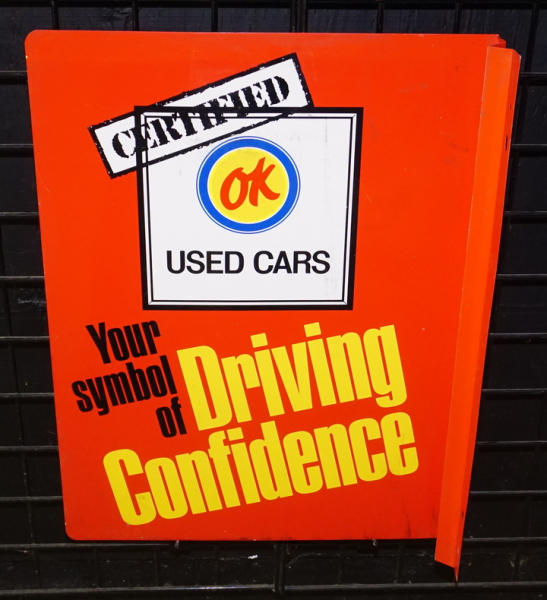 CERTIFIED
OK
USED CARS
Your
symbol
of Driving
Confidence